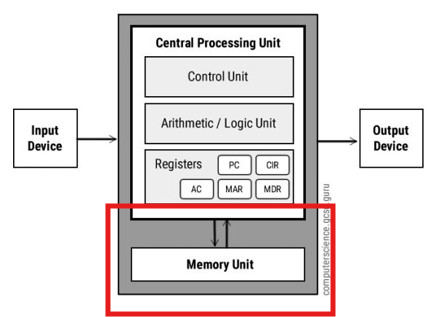 Central Processing Unit
Control Unit
Arithmetic / Logic Unit
Registers
PC
CIR
AC
MAR
MDR
Input
Device
Output
Device
Memory Unit
computerscience.gcse.guru